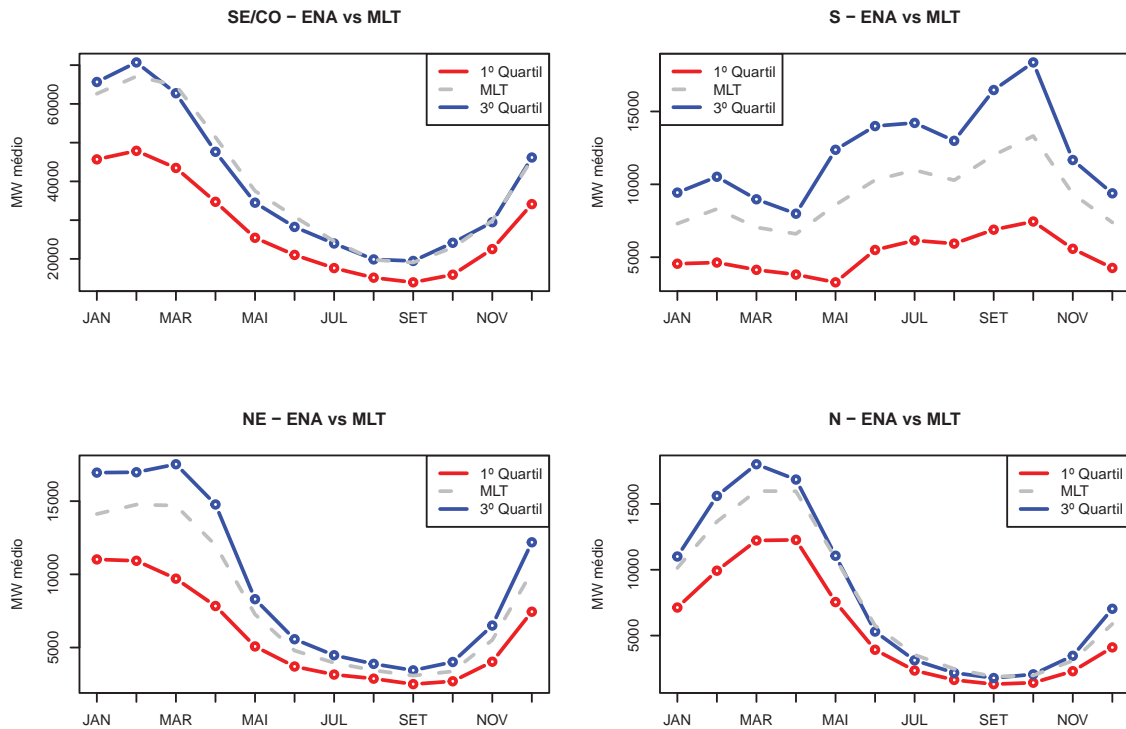 SE/CO − ENA vs MLT
MW médio
20000
40000
60000
JAN MAR MAI JUL SET NOV
1º Quartil
MLT
3º Quartil
S − ENA vs MLT
MW médio
5000
10000
15000
JAN MAR MAI JUL SET NOV
1º Quartil
MLT
3º Quartil
NE − ENA vs MLT
MW médio
5000
10000
15000
JAN MAR MAI JUL SET NOV
1º Quartil
MLT
3º Quartil
N − ENA vs MLT
MW médio
5000
10000
15000
JAN MAR MAI JUL SET NOV
1º Quartil
MLT
3º Quartil